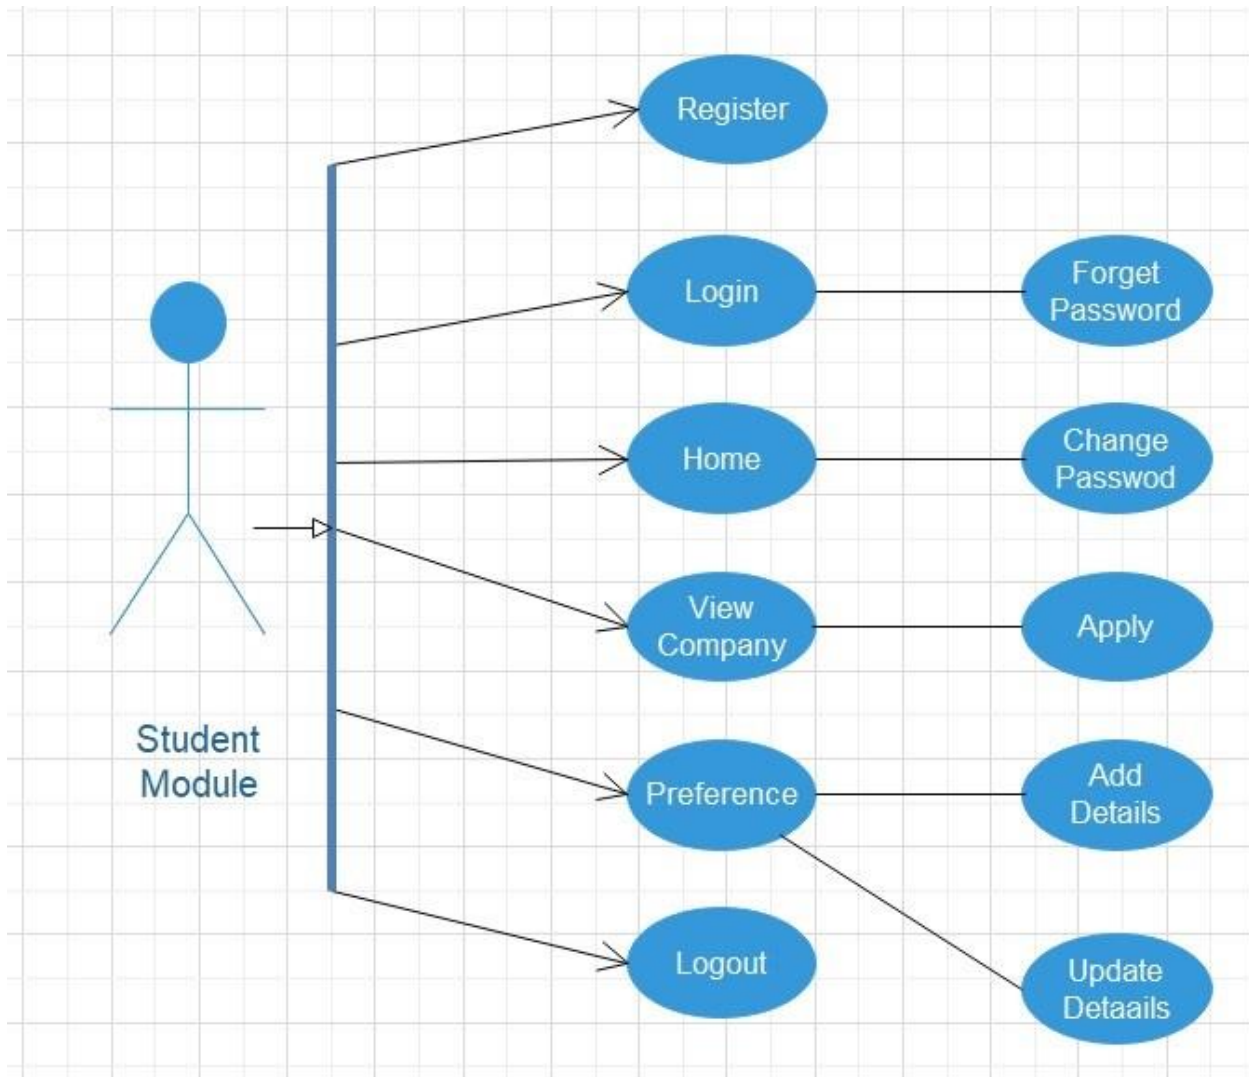 Register
Login
Forget
Password
Home
Change
Passwod
View
Company
Apply
Student
Module
Preference
Add
Details
Logout
Update
Detaails